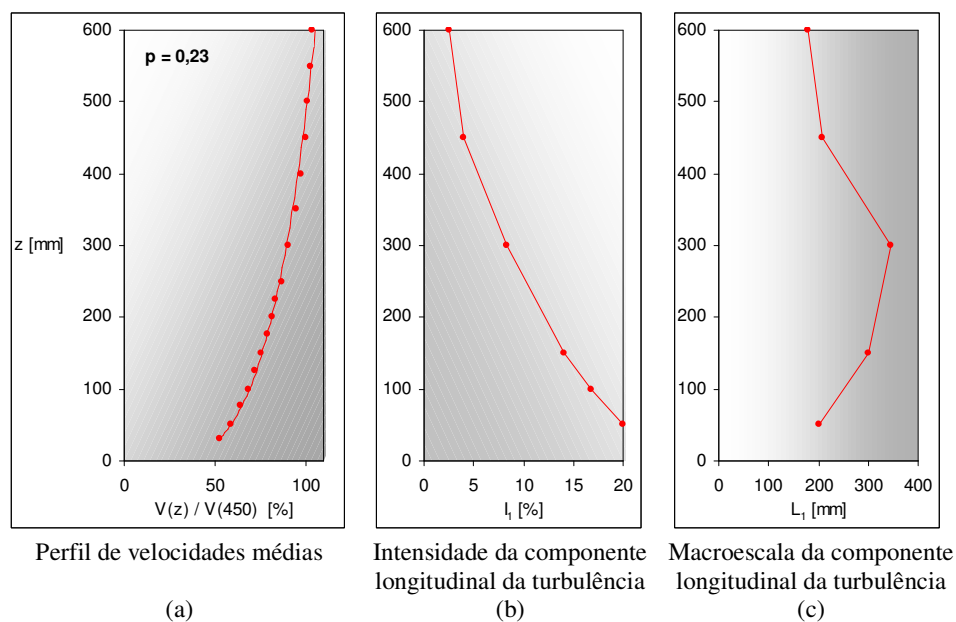 600
500
400
300
200
100
0
z [mm]
p = 0,23
0 50 100
V(z) / V(450) [%]
600
500
400
300
200
100
0
0 5 10 15 20
I₁ [%]
600
500
400
300
200
100
0
0 100 200 300 400
L₁ [mm]
Perfil de velocidades médias
(a)
Intensidade da componente
longitudinal da turbulência
(b)
Macroescala da componente
longitudinal da turbulência
(c)